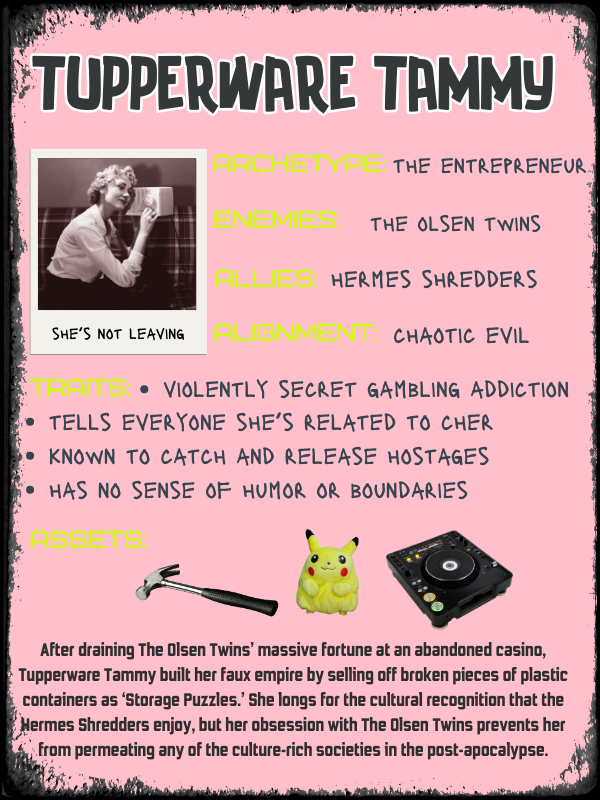 TUPPERWARE TAMMY
ARCHETYPE: THE ENTREPRENEUR
ENEMIES: THE OLSEN TWINS
ALLIES: HERMES SHREDDERS
SHE'S NOT LEAVING
ALIGNMENT: CHAOTIC EVIL
TRAITS: • VIOLENTLY SECRET GAMBLING ADDICTION
• TELLS EVERYONE SHE'S RELATED TO CHER
• KNOWN TO CATCH AND RELEASE HOSTAGES
• HAS NO SENSE OF HUMOR OR BOUNDARIES
ASSETS:
After draining The Olsen Twins' massive fortune at an abandoned casino,
Tupperware Tammy built her faux empire by selling off broken pieces of plastic
containers as 'Storage Puzzles.' She longs for the cultural recognition that the
Hermes Shredders enjoy, but her obsession with The Olsen Twins prevents her
from permeating any of the culture-rich societies in the post-apocalypse.